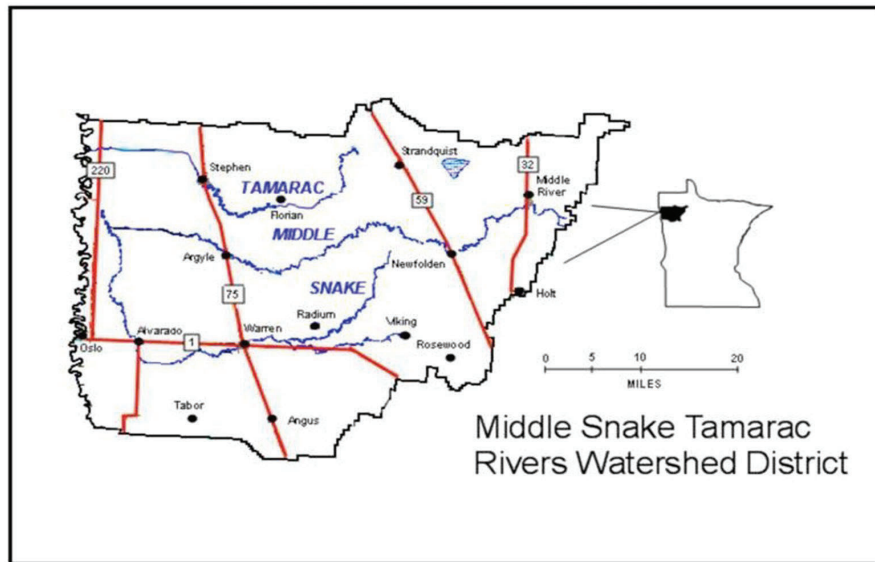 Strandquist
32
220
Stephen
TAMARAC
Middle
River
59
Florian
MIDDLE
Argyle
Newfolden
SNAKE
75
Holt
Radium
Viking
Alvarado
1
Warren
Oslo
Rosewood
0 5 10 20
MILES
Tabor
Angus
Middle Snake Tamarac
Rivers Watershed District